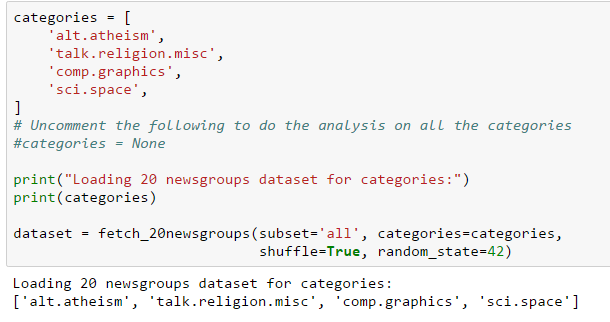 categories = [
    'alt.atheism',
    'talk.religion.misc',
    'comp.graphics',
    'sci.space',
]
# Uncomment the following to do the analysis on all the categories
#categories = None

print("Loading 20 newsgroups dataset for categories:")
print(categories)

dataset = fetch_20newsgroups(subset='all', categories=categories,
                             shuffle=True, random_state=42)
Loading 20 newsgroups dataset for categories:
['alt.atheism', 'talk.religion.misc', 'comp.graphics', 'sci.space']